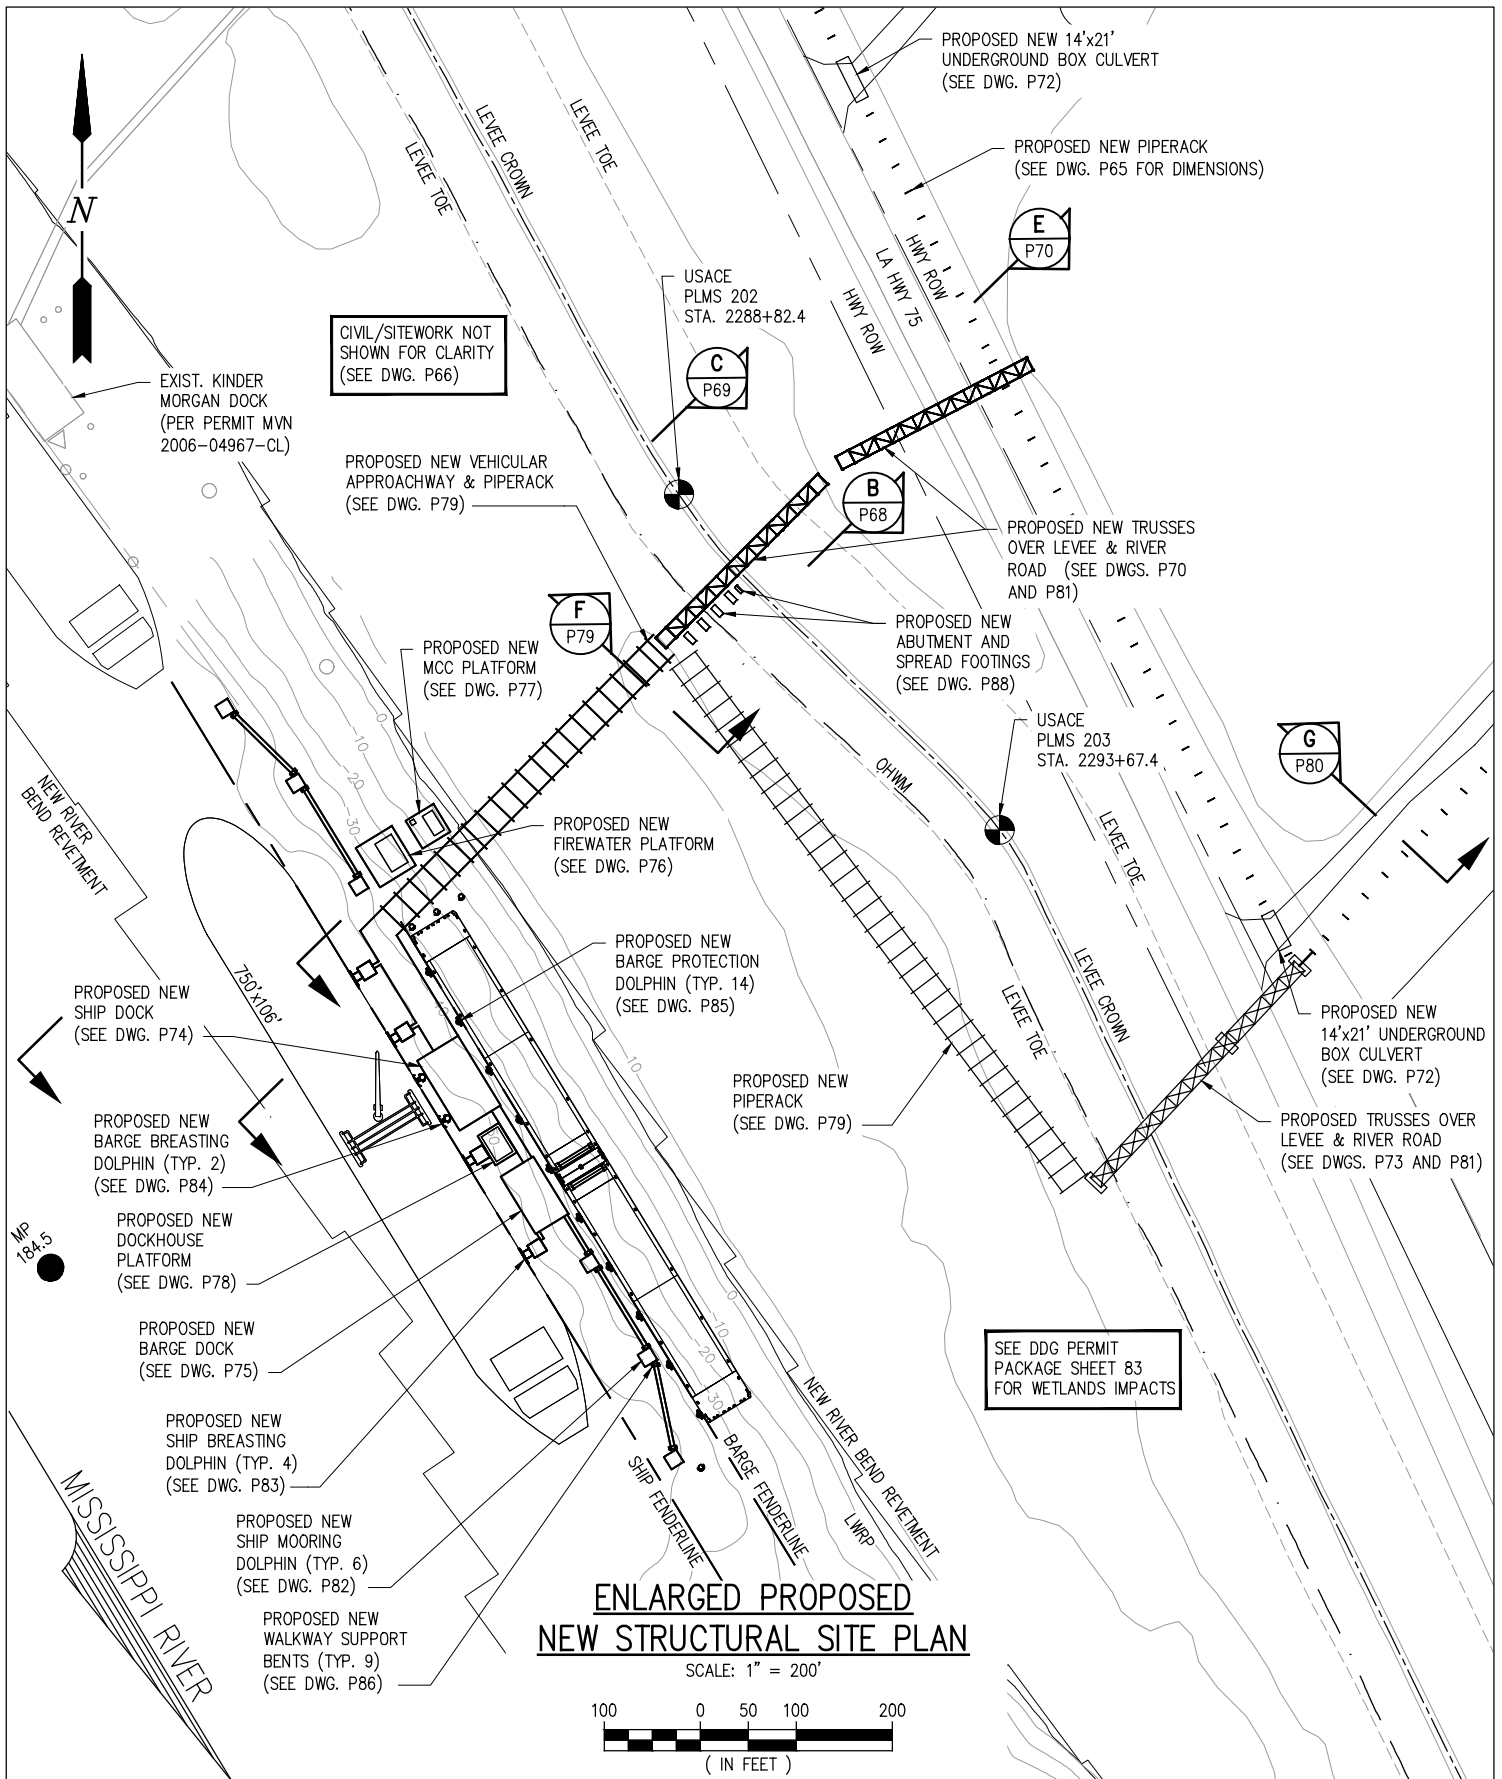 PROPOSED NEW 14'x21'
UNDERGROUND BOX CULVERT
(SEE DWG. P72)
PROPOSED NEW PIPERACK
(SEE DWG. P65 FOR DIMENSIONS)
LEVEE TOE
LEVEE CROWN
LEVEE TOE
N
E
P70
HWY ROW
LA HWY 75
HWY ROW
USACE
PLMS 202
STA. 2288+82.4
CIVIL/SITEWORK NOT
SHOWN FOR CLARITY
(SEE DWG. P66)
C
P69
EXIST. KINDER
MORGAN DOCK
(PER PERMIT MVN
2006-04967-CL)
PROPOSED NEW VEHICULAR
APPROACHWAY & PIPERACK
(SEE DWG. P79)
B
P68
PROPOSED NEW TRUSSES
OVER LEVEE & RIVER
ROAD (SEE DWGS. P70
AND P81)
F
P79
PROPOSED NEW
ABUTMENT AND
SPREAD FOOTINGS
(SEE DWG. P88)
PROPOSED NEW
MCC PLATFORM
(SEE DWG. P77)
USACE
PLMS 203
STA. 2293+67.4
G
P80
OHWM
0
10
20
30
NEW RIVER
BEND REVETMENT
PROPOSED NEW
FIREWATER PLATFORM
(SEE DWG. P76)
LEVEE TOE
PROPOSED NEW
BARGE PROTECTION
DOLPHIN (TYP. 14)
(SEE DWG. P85)
750'x106'
PROPOSED NEW
SHIP DOCK
(SEE DWG. P74)
LEVEE CROWN
LEVEE TOE
10
PROPOSED NEW
14'x21' UNDERGROUND
BOX CULVERT
(SEE DWG. P72)
PROPOSED NEW
PIPERACK
(SEE DWG. P79)
PROPOSED NEW
BARGE BREASTING
DOLPHIN (TYP. 2)
(SEE DWG. P84)
PROPOSED TRUSSES OVER
LEVEE & RIVER ROAD
(SEE DWGS. P73 AND P81)
MP
184.5
PROPOSED NEW
DOCKHOUSE
PLATFORM
(SEE DWG. P78)
PROPOSED NEW
BARGE DOCK
(SEE DWG. P75)
0
10
20
30
SEE DDG PERMIT
PACKAGE SHEET 83
FOR WETLANDS IMPACTS
PROPOSED NEW
SHIP BREASTING
DOLPHIN (TYP. 4)
(SEE DWG. P83)
NEW RIVER BEND REVETMENT
BARGE FENDERLINE
SHIP FENDERLINE
LWRP
MISSISSIPPI RIVER
PROPOSED NEW
SHIP MOORING
DOLPHIN (TYP. 6)
(SEE DWG. P82)
PROPOSED NEW
WALKWAY SUPPORT
BENTS (TYP. 9)
(SEE DWG. P86)
ENLARGED PROPOSED
NEW STRUCTURAL SITE PLAN
SCALE: 1" = 200'
100 0 50 100 200
( IN FEET )